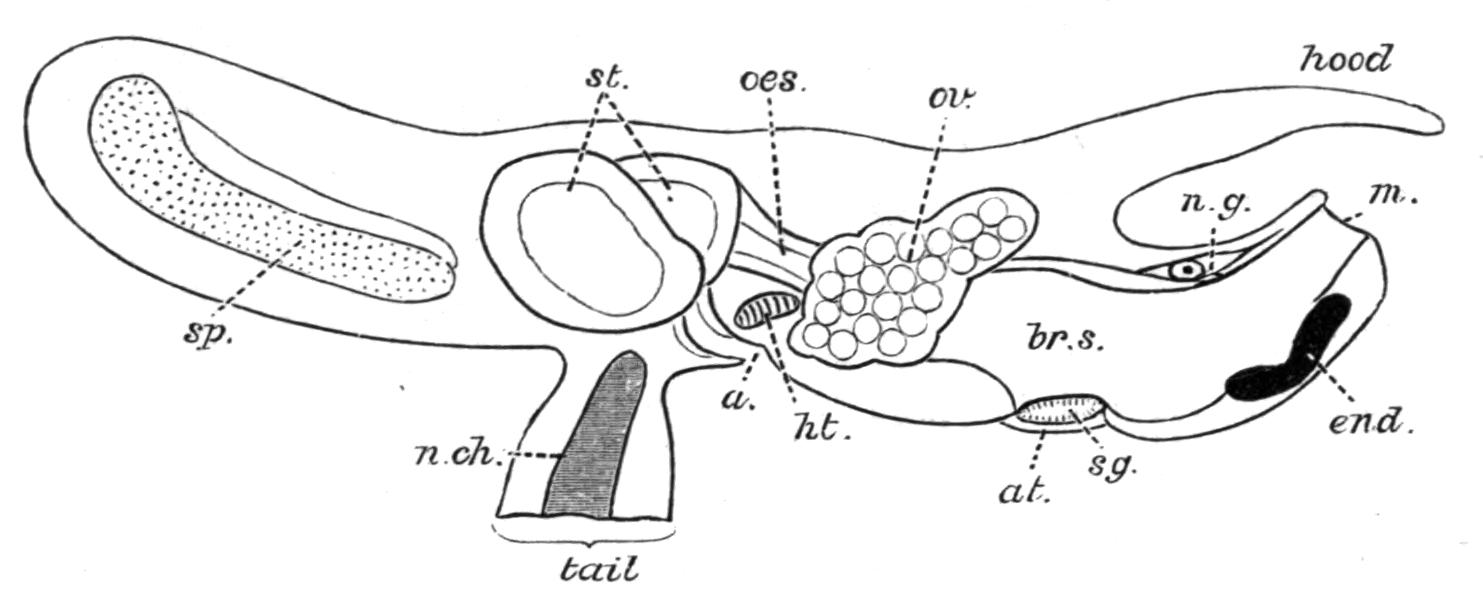 hood
st.
oes.
ov.
n.g.
m.
sp.
br.s.
a.
ht.
end.
n.ch.
sg.
at.
tail